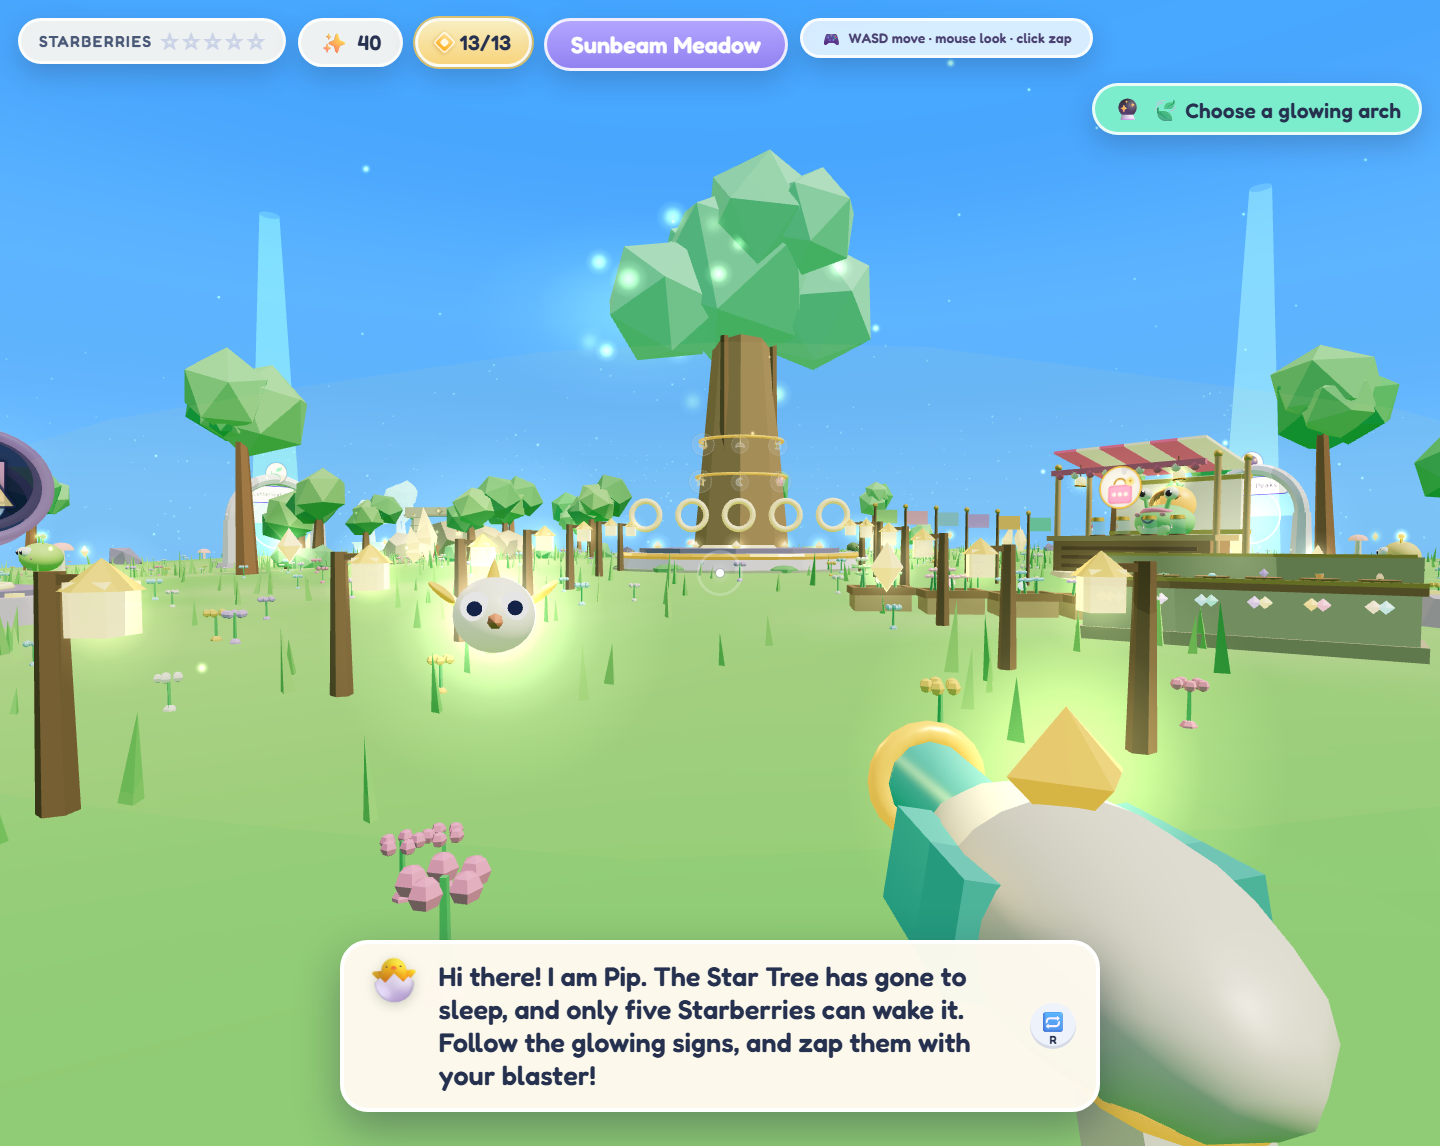 STARBERRIES
40
13/13
Sunbeam Meadow
WASD move · mouse look · click zap
Choose a glowing arch
Hi there! I am Pip. The Star Tree has gone to
sleep, and only five Starberries can wake it.
Follow the glowing signs, and zap them with
your blaster!
R